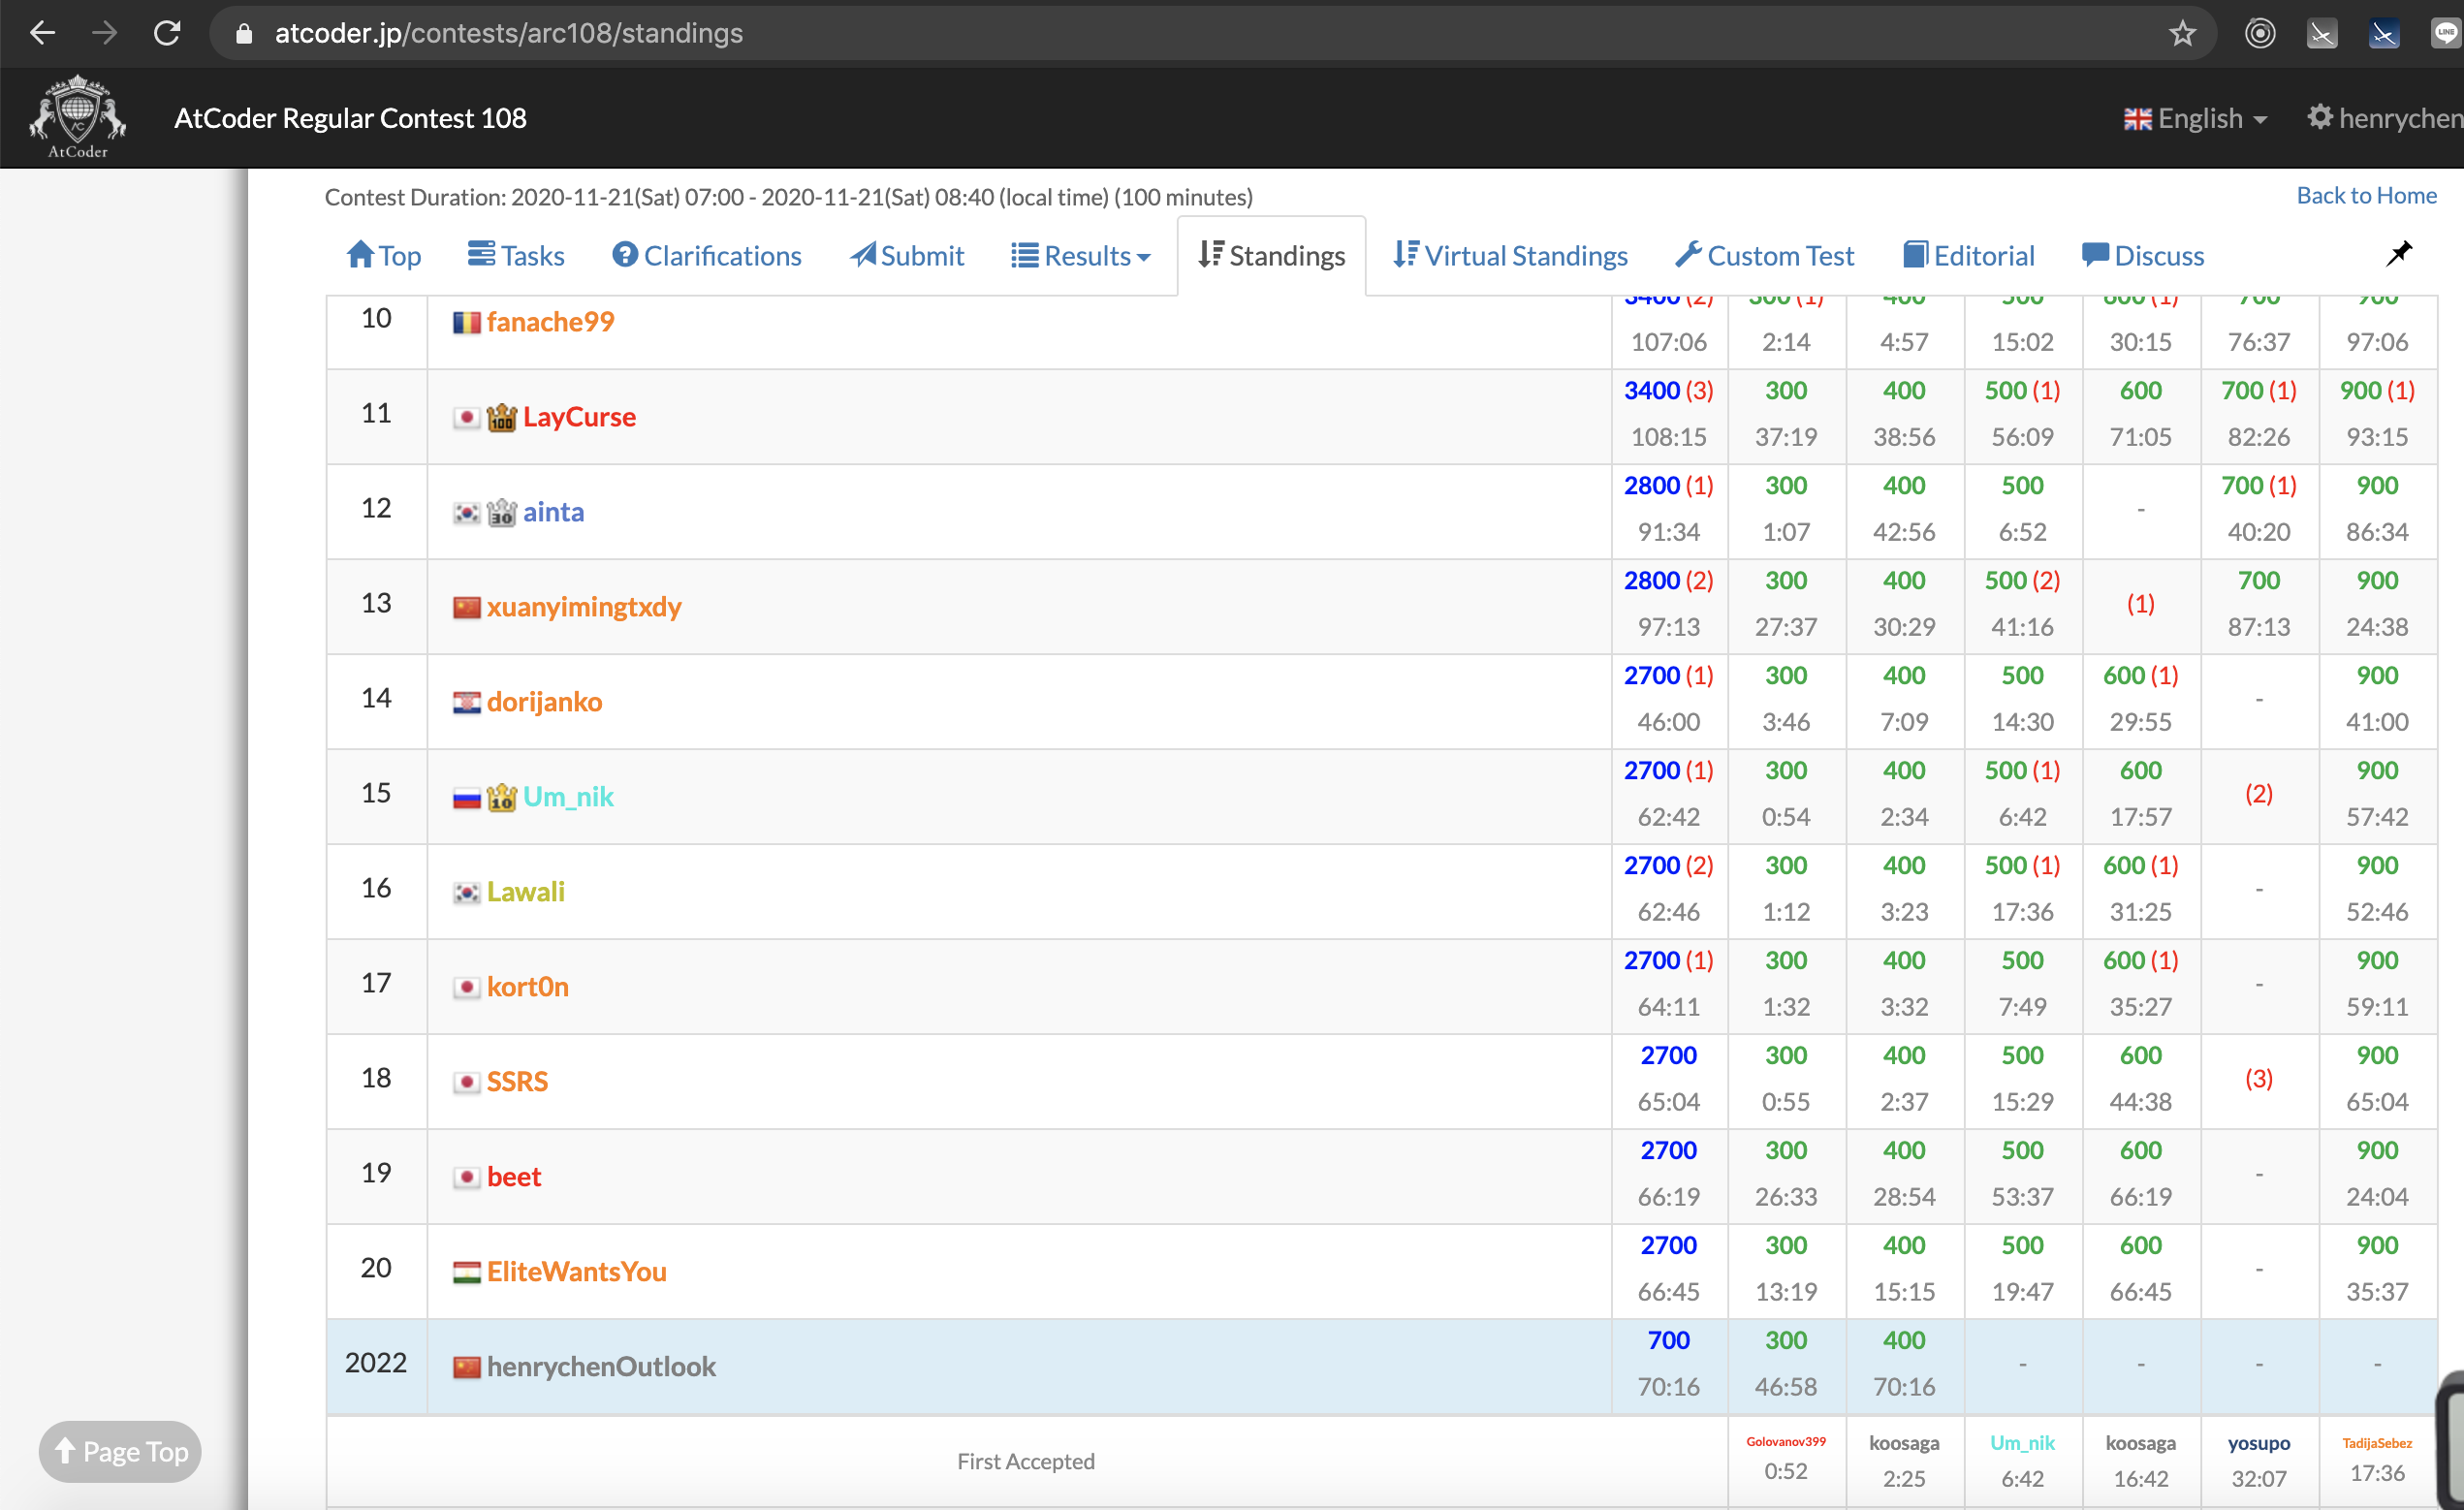 atcoder.jp/contests/arc108/standings
LINE
AtCoder
AtCoder Regular Contest 108
English
henrychen
Contest Duration: 2020-11-21(Sat) 07:00 - 2020-11-21(Sat) 08:40 (local time) (100 minutes)
Back to Home
Top Tasks Clarifications Submit Results Standings Virtual Standings Custom Test Editorial Discuss
10 fanache99 3400 (2) 300 (1) 400 500 600 (1) 700 900
107:06 2:14 4:57 15:02 30:15 76:37 97:06
11 100 LayCurse 3400 (3) 300 400 500 (1) 600 700 (1) 900 (1)
108:15 37:19 38:56 56:09 71:05 82:26 93:15
12 30 ainta 2800 (1) 300 400 500 - 700 (1) 900
91:34 1:07 42:56 6:52 40:20 86:34
13 xuanyimingtxdy 2800 (2) 300 400 500 (2) (1) 700 900
97:13 27:37 30:29 41:16 87:13 24:38
14 dorijanko 2700 (1) 300 400 500 600 (1) - 900
46:00 3:46 7:09 14:30 29:55 41:00
15 10 Um_nik 2700 (1) 300 400 500 (1) 600 (2) 900
62:42 0:54 2:34 6:42 17:57 57:42
16 Lawali 2700 (2) 300 400 500 (1) 600 (1) - 900
62:46 1:12 3:23 17:36 31:25 52:46
17 kort0n 2700 (1) 300 400 500 600 (1) - 900
64:11 1:32 3:32 7:49 35:27 59:11
18 SSRS 2700 300 400 500 600 (3) 900
65:04 0:55 2:37 15:29 44:38 65:04
19 beet 2700 300 400 500 600 - 900
66:19 26:33 28:54 53:37 66:19 24:04
20 EliteWantsYou 2700 300 400 500 600 - 900
66:45 13:19 15:15 19:47 66:45 35:37
2022 henrychenOutlook 700 300 400 - - - -
70:16 46:58 70:16
First Accepted Golovanov399 koosaga Um_nik koosaga yosupo TadijaSebez
0:52 2:25 6:42 16:42 32:07 17:36
Page Top